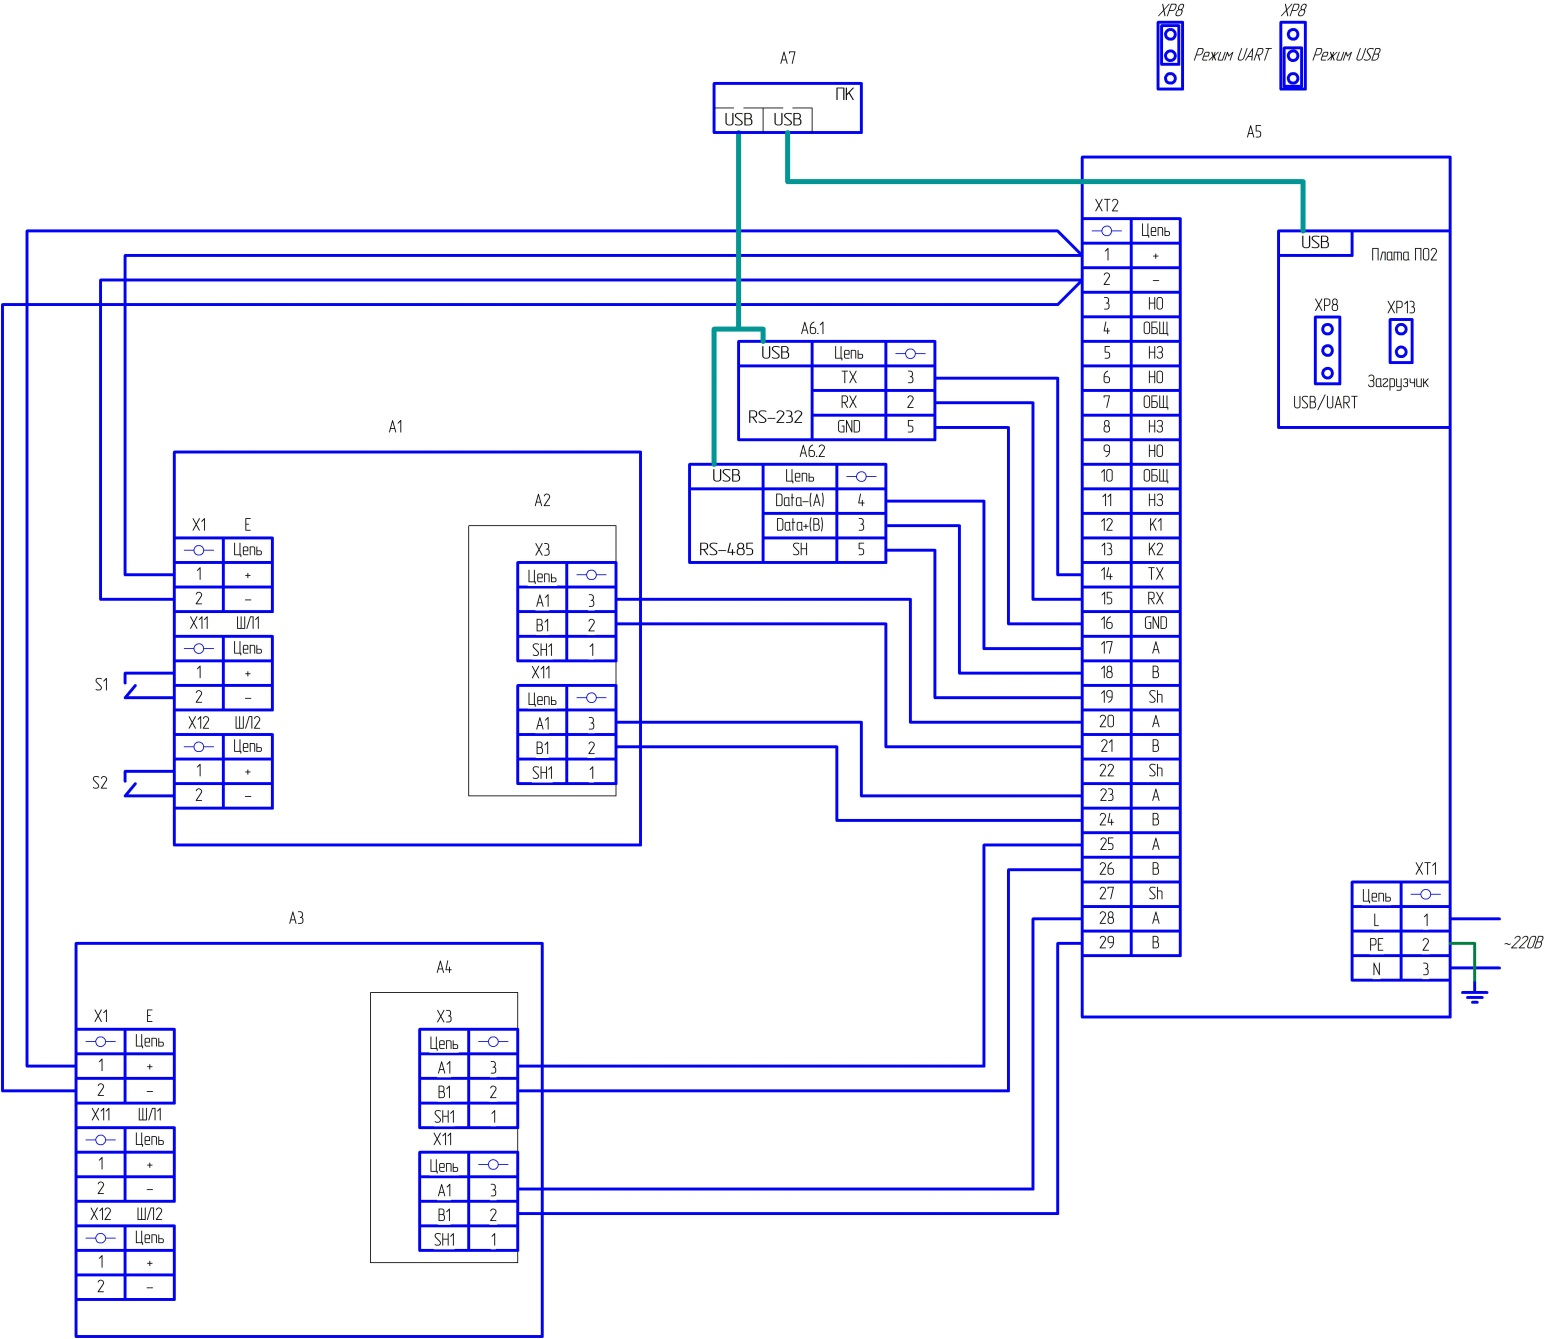 XP8
XP8
Режим UART
Режим USB
A7
ПК
USB
USB
A5
XT2
Цепь
1 +
2 –
3 НО
4 ОБЩ
5 НЗ
6 НО
7 ОБЩ
8 НЗ
9 НО
10 ОБЩ
11 НЗ
12 К1
13 К2
14 TX
15 RX
16 GND
17 A
18 B
19 Sh
20 A
21 B
22 Sh
23 A
24 B
25 A
26 B
27 Sh
28 A
29 B
USB
Плата ПО2
XP8
XP13
Загрузчик
USB/UART
XT1
Цепь
L 1
PE 2
N 3
~220В
A6.1
USB
Цепь
TX 3
RX 2
GND 5
RS-232
A6.2
USB
Цепь
Data-(A) 4
Data+(B) 3
SH 5
RS-485
A1
A2
X1 E
Цепь
1 +
2 –
X11 ШЛ1
Цепь
1 +
2 –
S1
X12 ШЛ2
Цепь
1 +
2 –
S2
X3
Цепь
A1 3
B1 2
SH1 1
X11
Цепь
A1 3
B1 2
SH1 1
A3
A4
X1 E
Цепь
1 +
2 –
X11 ШЛ1
Цепь
1 +
2 –
X12 ШЛ2
Цепь
1 +
2 –
X3
Цепь
A1 3
B1 2
SH1 1
X11
Цепь
A1 3
B1 2
SH1 1